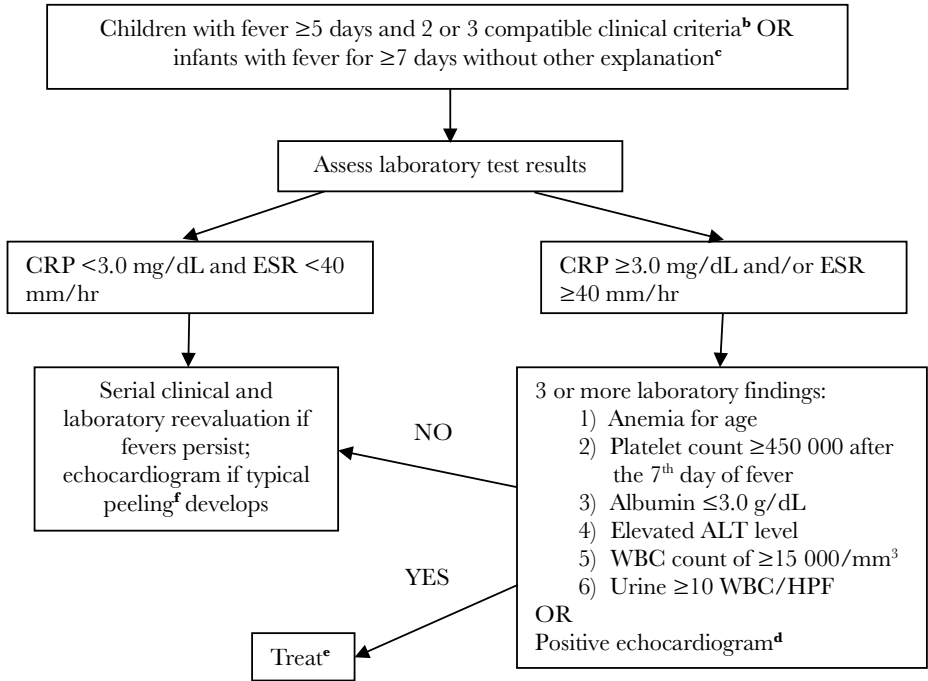 Children with fever ≥5 days and 2 or 3 compatible clinical criteriaᵇ OR
infants with fever for ≥7 days without other explanationᶜ
Assess laboratory test results
CRP <3.0 mg/dL and ESR <40
mm/hr
CRP ≥3.0 mg/dL and/or ESR
≥40 mm/hr
Serial clinical and
laboratory reevaluation if
fevers persist;
echocardiogram if typical
peelingᶠ develops
NO
3 or more laboratory findings:
1) Anemia for age
2) Platelet count ≥450 000 after
the 7ᵗʰ day of fever
3) Albumin ≤3.0 g/dL
4) Elevated ALT level
5) WBC count of ≥15 000/mm³
6) Urine ≥10 WBC/HPF
OR
Positive echocardiogramᵈ
YES
Treatᵉ